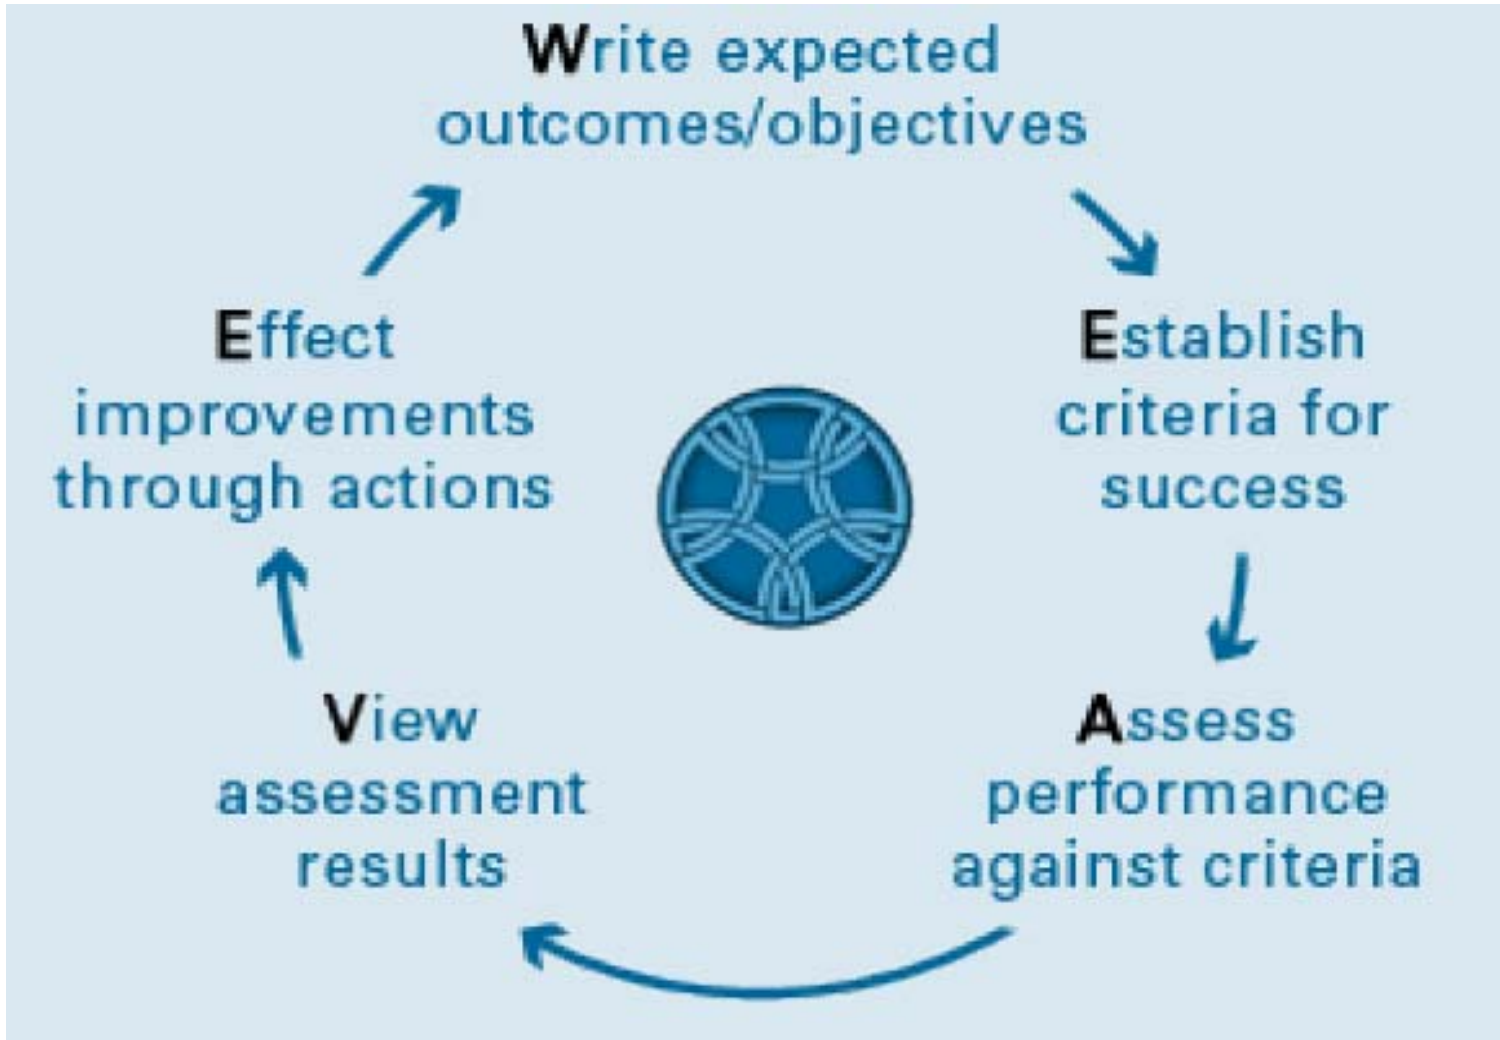 Write expected
outcomes/objectives
Establish
criteria for
success
Assess
performance
against criteria
View
assessment
results
Effect
improvements
through actions